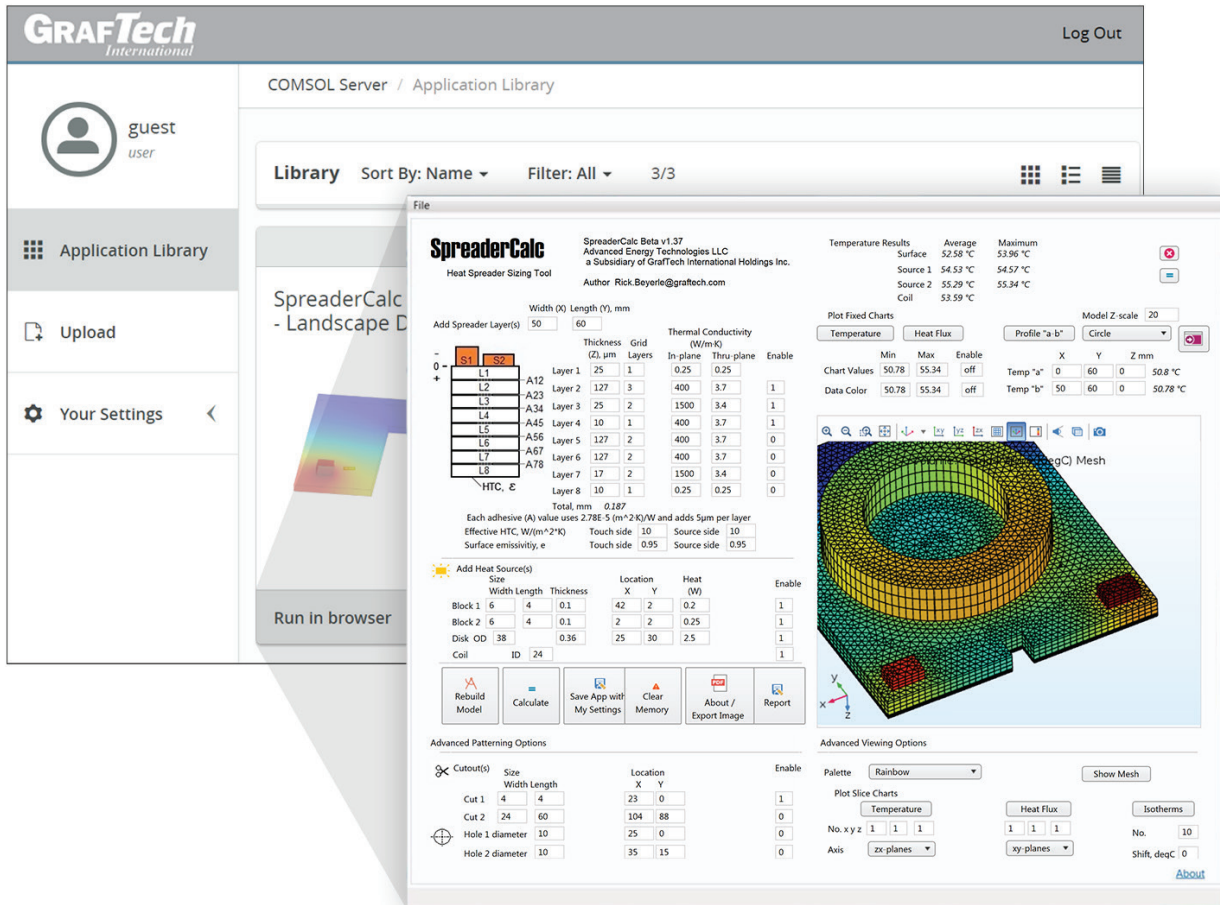 GRAFTECH
International
Log Out
guest
user
COMSOL Server / Application Library
Library Sort By: Name Filter: All 3/3
Application Library
Upload
Your Settings
SpreaderCalc
- Landscape D
Run in browser
File
SpreaderCalc
Heat Spreader Sizing Tool
SpreaderCalc Beta v1.37
Advanced Energy Technologies LLC
a Subsidiary of GrafTech International Holdings Inc.
Author Rick.Beyerle@graftech.com
Width (X) Length (Y), mm
Add Spreader Layer(s) 50 60
Thermal Conductivity
Thickness Grid (W/m·K)
(Z), µm Layers In-plane Thru-plane Enable
Layer 1 25 1 0.25 0.25
Layer 2 127 3 400 3.7 1
Layer 3 25 2 1500 3.4 1
Layer 4 10 1 400 3.7 1
Layer 5 127 2 400 3.7 0
Layer 6 127 2 400 3.7 0
Layer 7 17 2 1500 3.4 0
Layer 8 10 1 0.25 0.25 0
Total, mm 0.187
-
0
+
S1 S2
L1
L2
L3
L4
L5
L6
L7
L8
A12
A23
A34
A45
A56
A67
A78
HTC, ε
Each adhesive (A) value uses 2.78E-5 (m^2·K)/W and adds 5µm per layer
Effective HTC, W/(m^2*K) Touch side 10 Source side 10
Surface emissivitiy, e Touch side 0.95 Source side 0.95
Add Heat Source(s)
Size Location Heat Enable
Width Length Thickness X Y (W)
Block 1 6 4 0.1 42 2 0.2 1
Block 2 6 4 0.1 2 2 0.25 1
Disk OD 38 0.36 25 30 2.5 1
Coil ID 24 1
Rebuild
Model
Calculate
Save App with
My Settings
Clear
Memory
PDF
About /
Export Image
Report
Advanced Patterning Options
Cutout(s) Size Location Enable
Width Length X Y
Cut 1 4 4 23 0 1
Cut 2 24 60 104 88 0
Hole 1 diameter 10 25 0 0
Hole 2 diameter 10 35 15 0
Temperature Results Average Maximum
Surface 52.58 °C 53.96 °C
Source 1 54.53 °C 54.57 °C
Source 2 55.29 °C 55.34 °C
Coil 53.59 °C
Plot Fixed Charts Model Z-scale 20
Temperature Heat Flux Profile "a-b" Circle
Min Max Enable X Y Z mm
Chart Values 50.78 55.34 off Temp "a" 0 60 0 50.8 °C
Data Color 50.78 55.34 off Temp "b" 50 60 0 50.78 °C
xy yz zx
egC) Mesh
y
x
z
Advanced Viewing Options
Palette Rainbow Show Mesh
Plot Slice Charts
Temperature Heat Flux Isotherms
No. x y z 1 1 1 1 1 1 No. 10
Axis zx-planes xy-planes Shift, degC 0
About